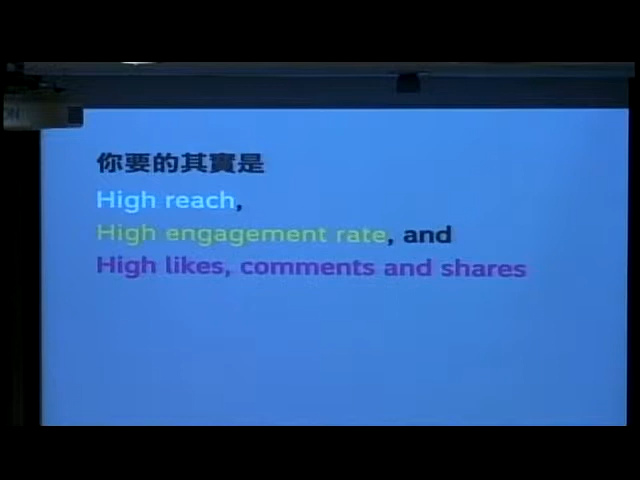 你要的其實是
High reach,
High engagement rate, and
High likes, comments and shares